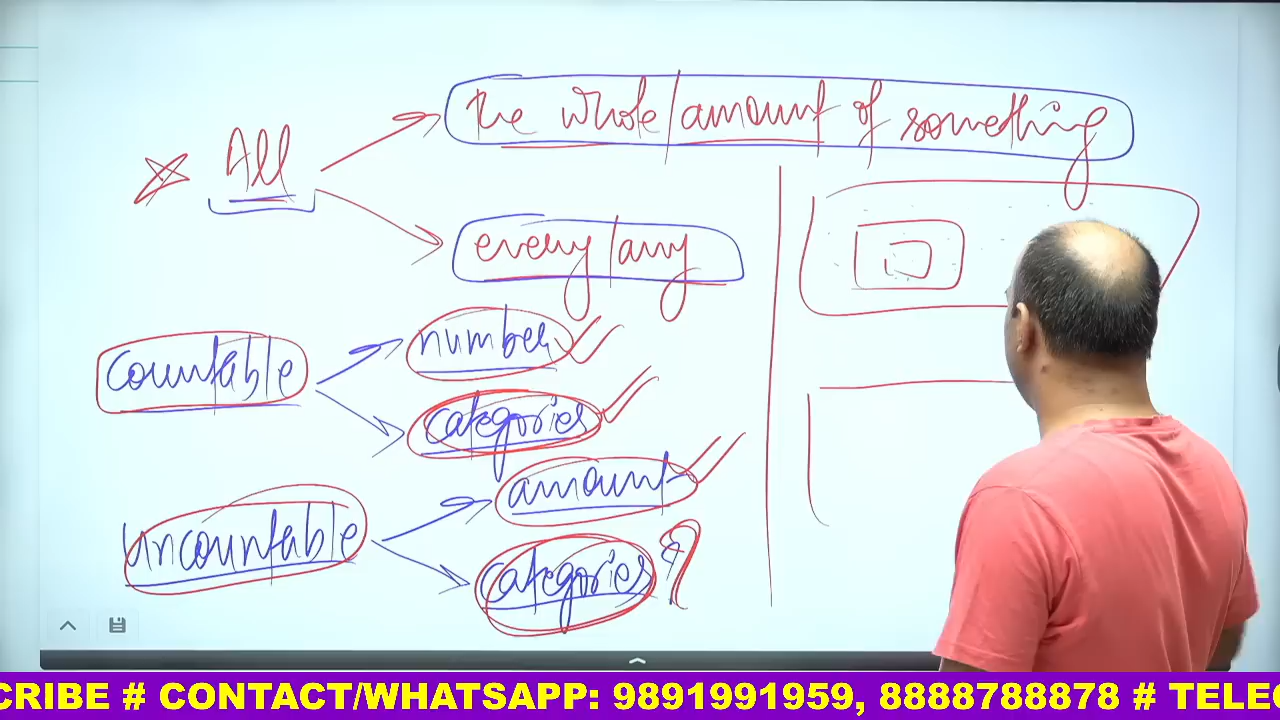 the whole/amount of something
All
every/any
countable
number
categories
amount
uncountable
categories ?
CRIBE # CONTACT/WHATSAPP: 9891991959, 8888788878 # TELE